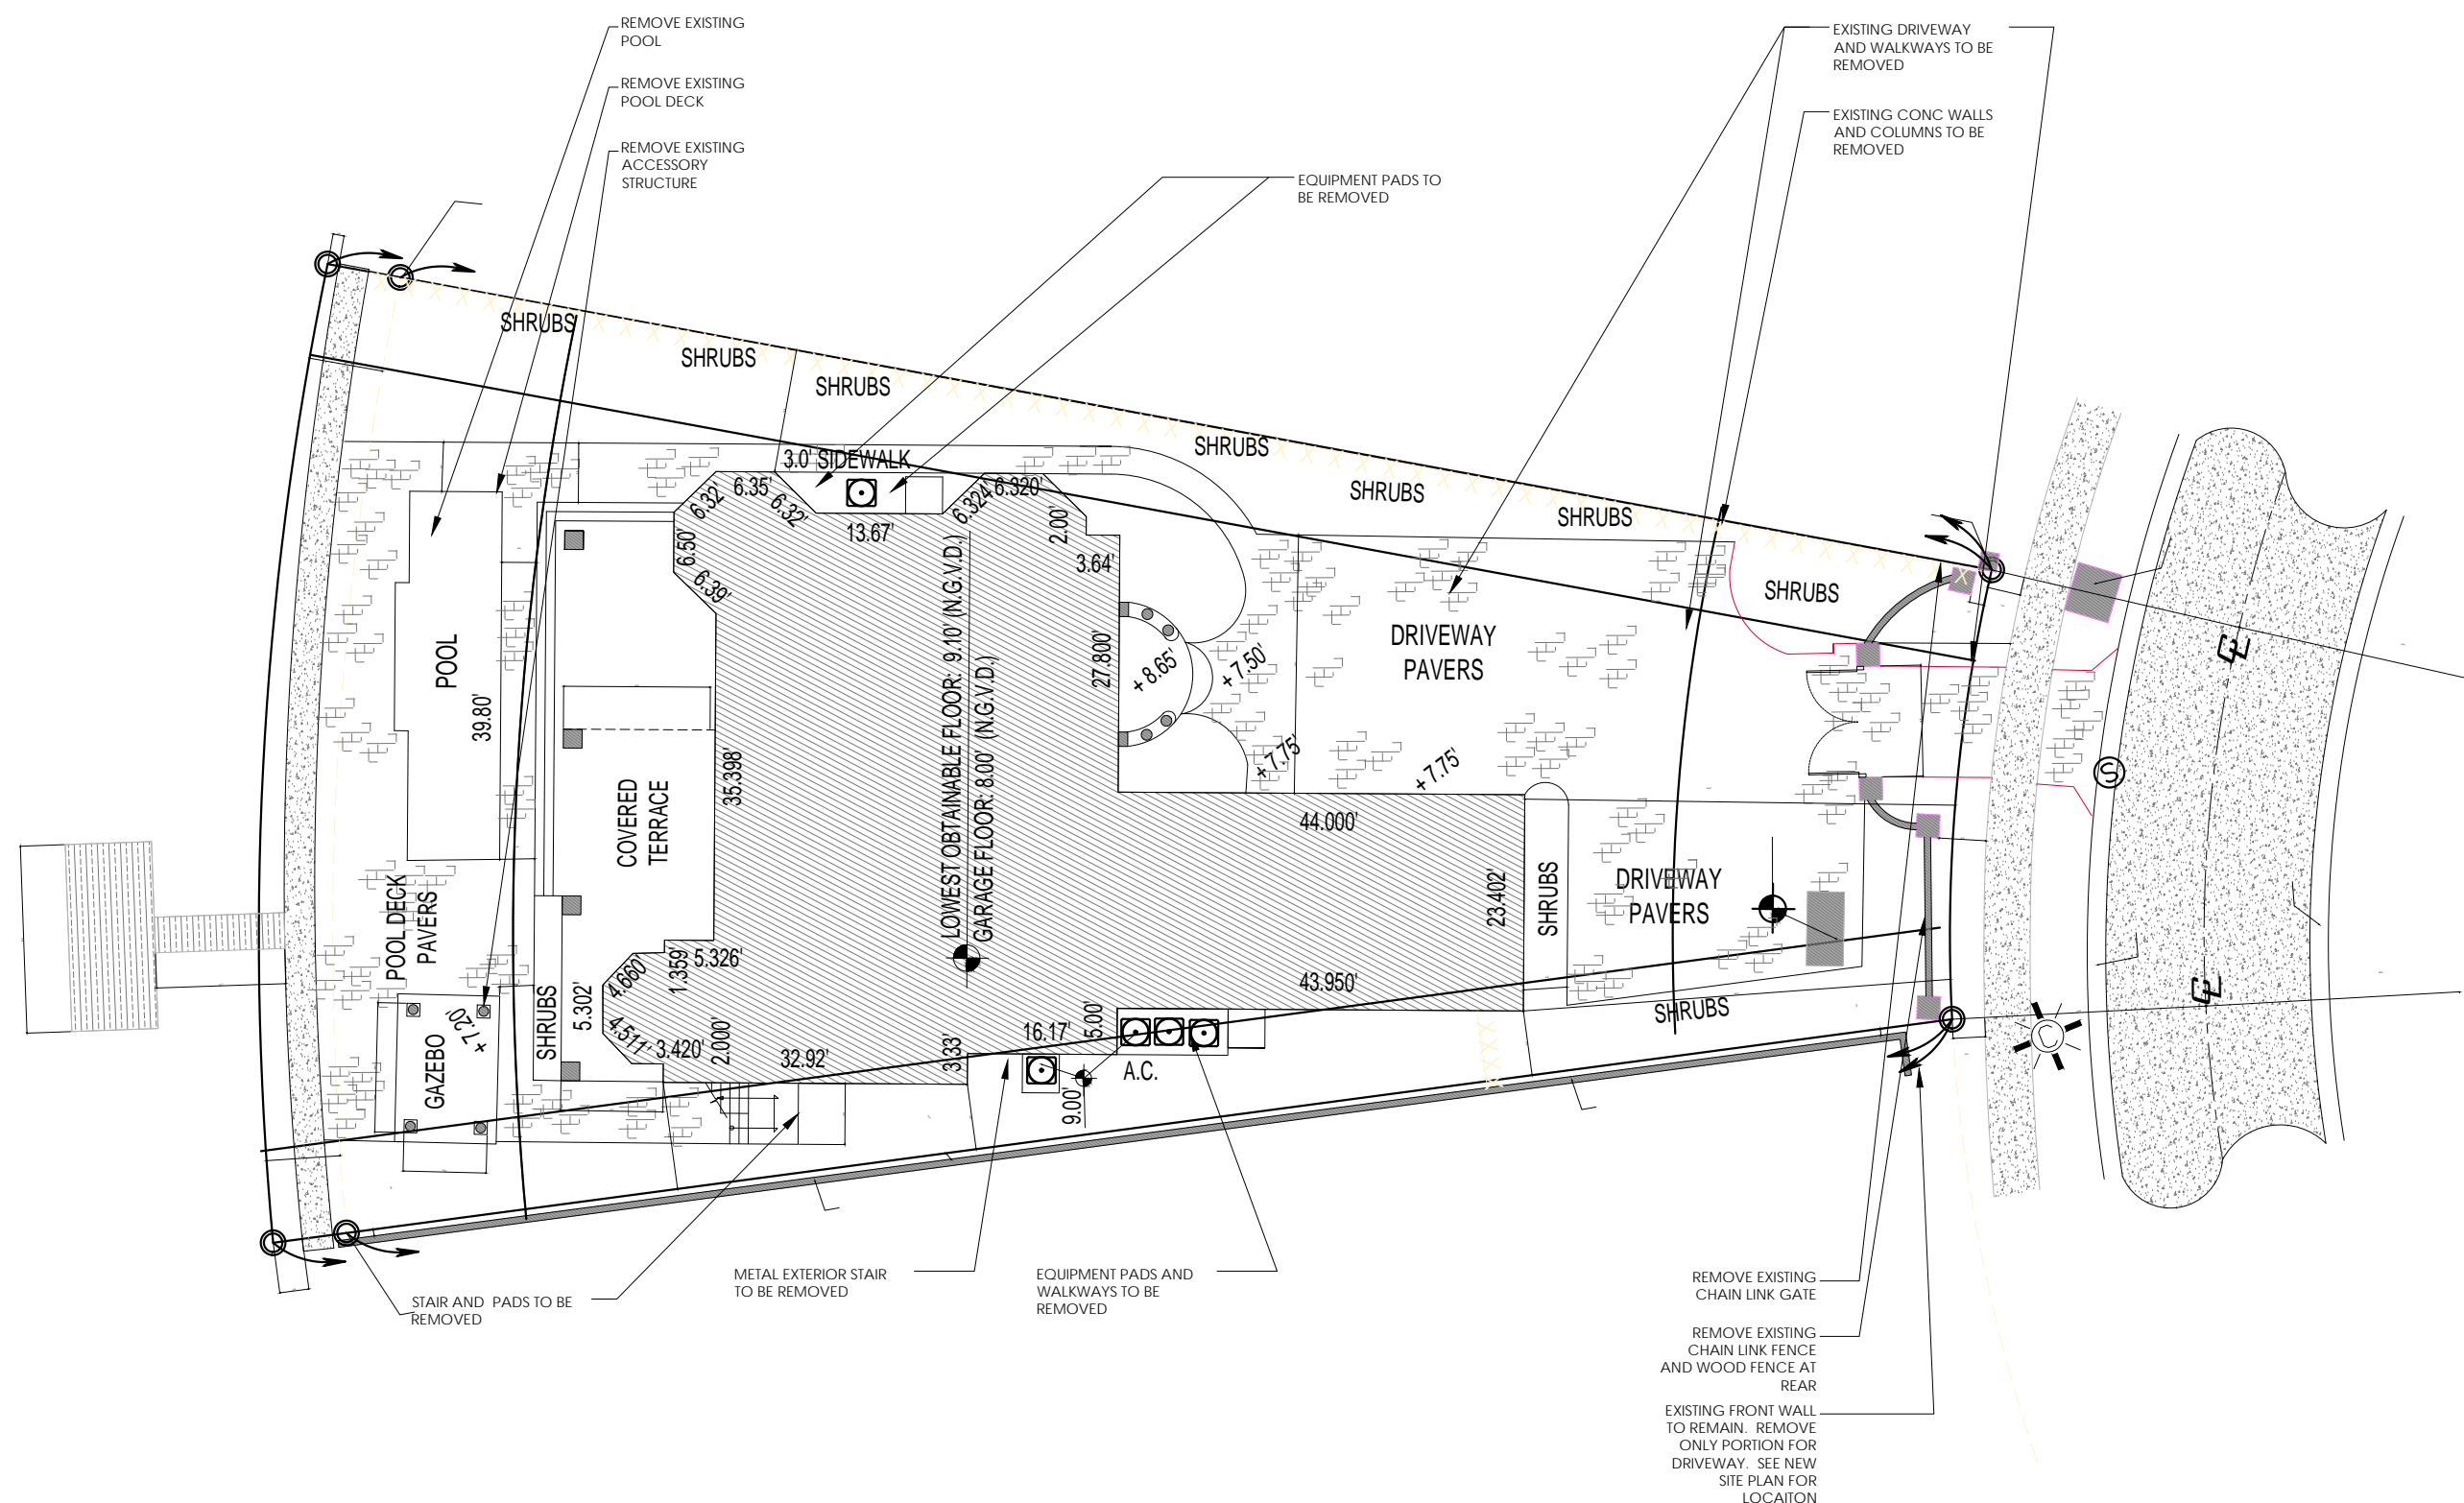 REMOVE EXISTING
POOL
REMOVE EXISTING
POOL DECK
REMOVE EXISTING
ACCESSORY
STRUCTURE
EQUIPMENT PADS TO
BE REMOVED
EXISTING DRIVEWAY
AND WALKWAYS TO BE
REMOVED
EXISTING CONC WALLS
AND COLUMNS TO BE
REMOVED
SHRUBS
SHRUBS
SHRUBS
SHRUBS
SHRUBS
SHRUBS
SHRUBS
3.0' SIDEWALK
6.32'
6.35'
6.32'
13.67'
6.324
6.320'
2.00'
3.64'
6.50'
6.39'
27.800'
+ 8.65'
+ 7.50'
+ 7.75'
+ 7.75'
DRIVEWAY
PAVERS
POOL
39.80'
COVERED
TERRACE
35.398'
LOWEST OBTAINABLE FLOOR: 9.10' (N.G.V.D.)
GARAGE FLOOR: 8.00' (N.G.V.D.)
44.000'
23.402'
SHRUBS
DRIVEWAY
PAVERS
POOL DECK
PAVERS
5.326'
1.359'
4.660'
5.302'
4.511'
3.420'
2.000'
32.92'
3.33'
16.17'
5.00'
43.950'
SHRUBS
SHRUBS
GAZEBO
+ 7.20'
9.00'
A.C.
S
C
STAIR AND PADS TO BE
REMOVED
METAL EXTERIOR STAIR
TO BE REMOVED
EQUIPMENT PADS AND
WALKWAYS TO BE
REMOVED
REMOVE EXISTING
CHAIN LINK GATE
REMOVE EXISTING
CHAIN LINK FENCE
AND WOOD FENCE AT
REAR
EXISTING FRONT WALL
TO REMAIN. REMOVE
ONLY PORTION FOR
DRIVEWAY. SEE NEW
SITE PLAN FOR
LOCAITON